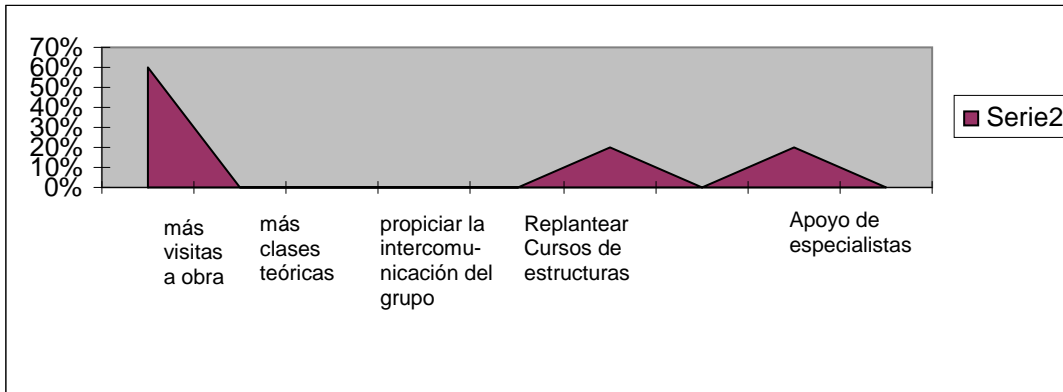 70%
60%
50%
40%
30%
20%
10%
0%
más
visitas
a obra
más
clases
teóricas
propiciar la
intercomu-
nicación del
grupo
Replantear
Cursos de
estructuras
Apoyo de
especialistas
Serie2